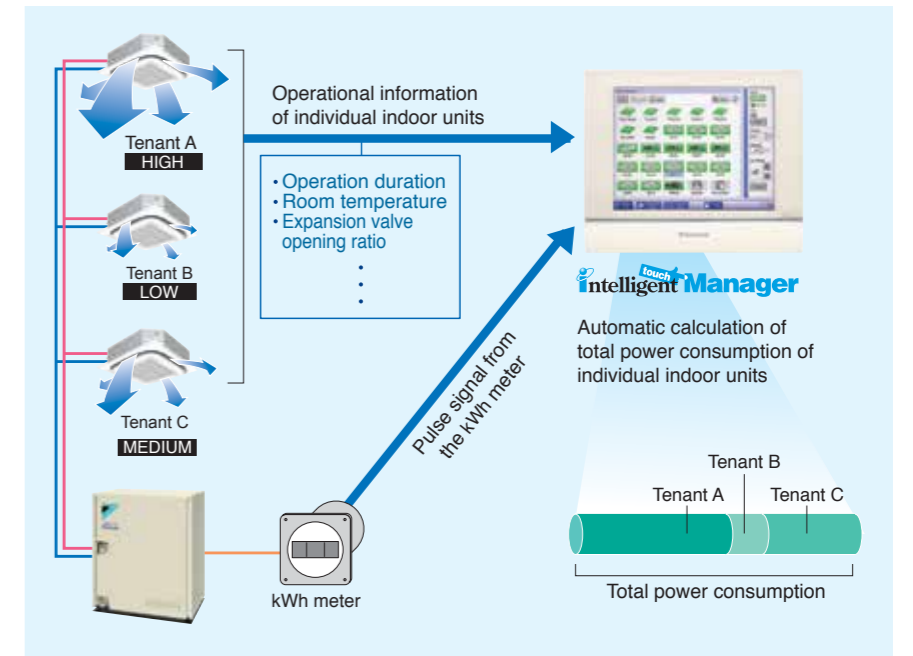 Tenant A
HIGH
Tenant B
LOW
Tenant C
MEDIUM
Operational information
of individual indoor units
• Operation duration
• Room temperature
• Expansion valve
opening ratio
Pulse signal from
the kWh meter
kWh meter
intelligent touch Manager
Automatic calculation of
total power consumption of
individual indoor units
Tenant B
Tenant A
Tenant C
Total power consumption